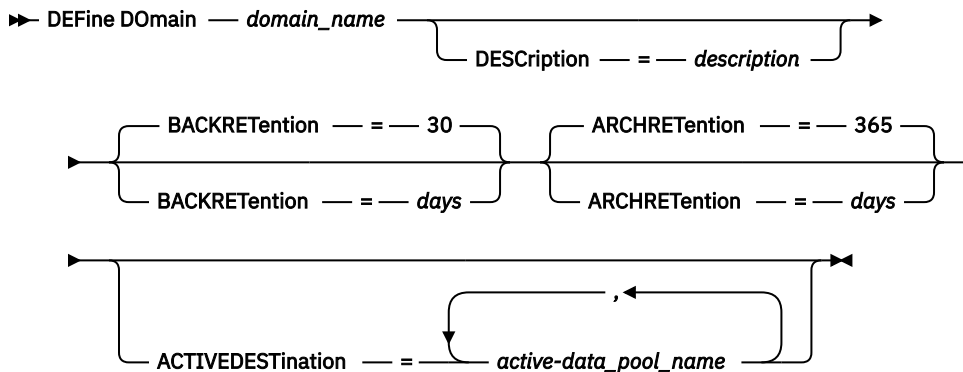 DEFine DOmain — domain_name
DESCription — = — description
BACKRETention — = — 30
ARCHRETention — = — 365
BACKRETention — = — days
ARCHRETention — = — days
,
ACTIVEDESTination — = — active-data_pool_name